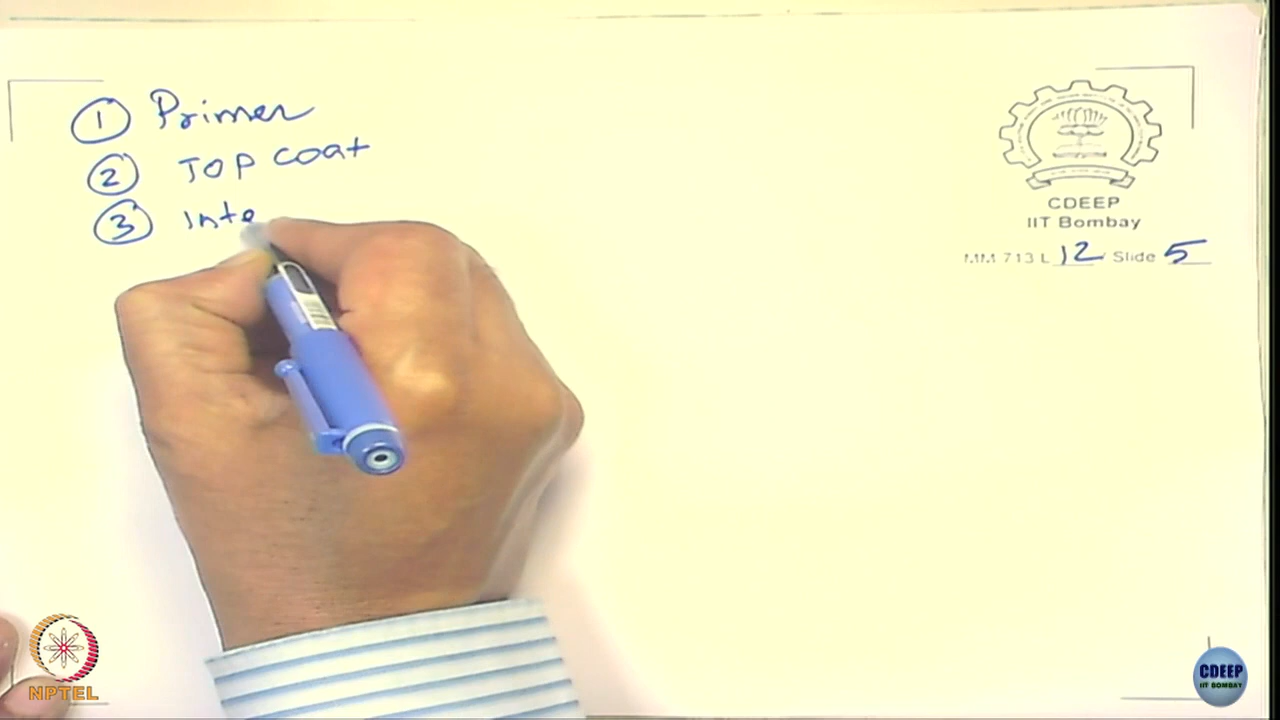 ① Primer
② TOP coat
③ Inte
CDEEP
IIT Bombay
MM 713 L 12 / Slide 5
NPTEL
CDEEP
IIT BOMBAY